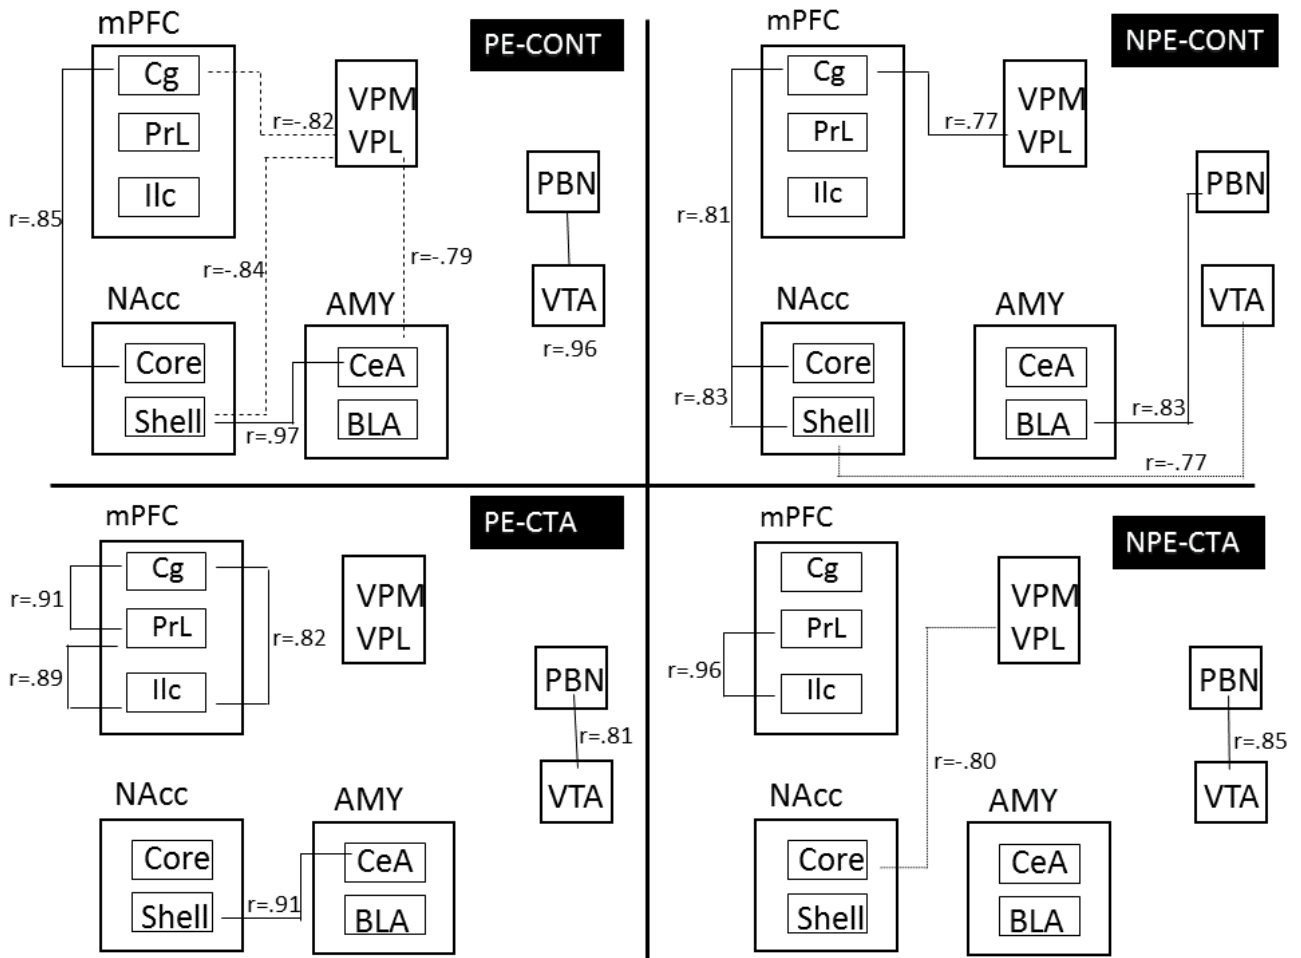 mPFC
PE-CONT
Cg
VPM
r=-.82
PrL
VPL
Ilc
PBN
r=.85
r=-.84
r=-.79
NAcc
AMY
VTA
Core
CeA
r=.96
Shell
BLA
r=.97
mPFC
NPE-CONT
Cg
VPM
r=.77
PrL
VPL
Ilc
PBN
r=.81
NAcc
AMY
VTA
Core
CeA
r=.83
Shell
BLA
r=.83
r=-.77
mPFC
PE-CTA
Cg
VPM
r=.91
PrL
VPL
r=.82
r=.89
Ilc
PBN
r=.81
NAcc
AMY
VTA
Core
CeA
Shell
r=.91
BLA
mPFC
NPE-CTA
Cg
VPM
PrL
VPL
r=.96
Ilc
PBN
r=-.80
r=.85
NAcc
AMY
VTA
Core
CeA
Shell
BLA